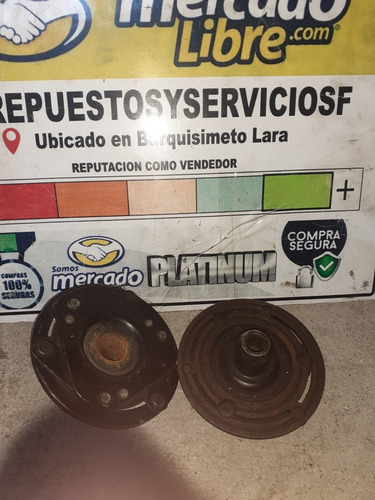 mercado
Libre.com
REPUESTOSYSERVICIOSF
Ubicado en Barquisimeto Lara
REPUTACION COMO VENDEDOR
+
COMPRA
SEGURA
Somos
mercado
PLATINUM
COMPRAS
100%
SEGURAS